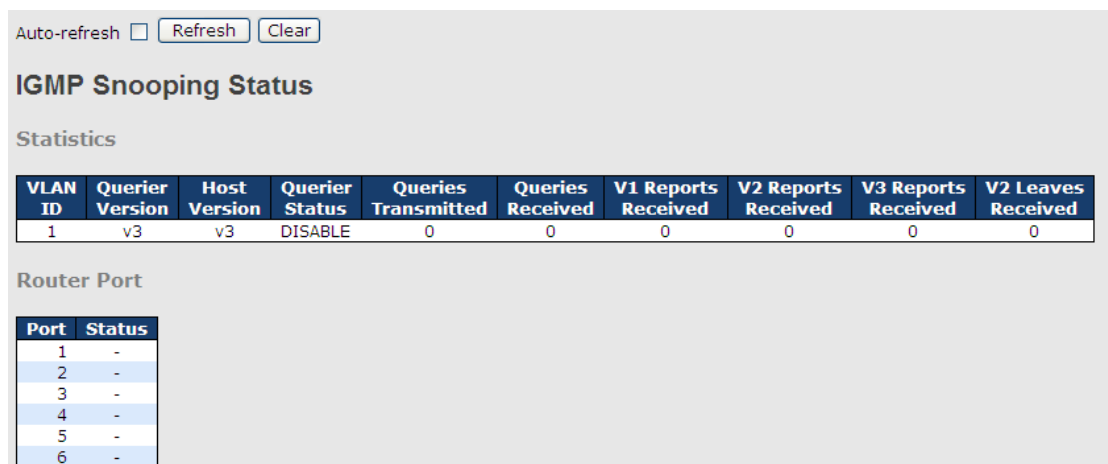 Auto-refresh Refresh Clear
IGMP Snooping Status
Statistics
VLAN ID Querier Version Host Version Querier Status Queries Transmitted Queries Received V1 Reports Received V2 Reports Received V3 Reports Received V2 Leaves Received
1 v3 v3 DISABLE 0 0 0 0 0 0
Router Port
Port Status
1 -
2 -
3 -
4 -
5 -
6 -